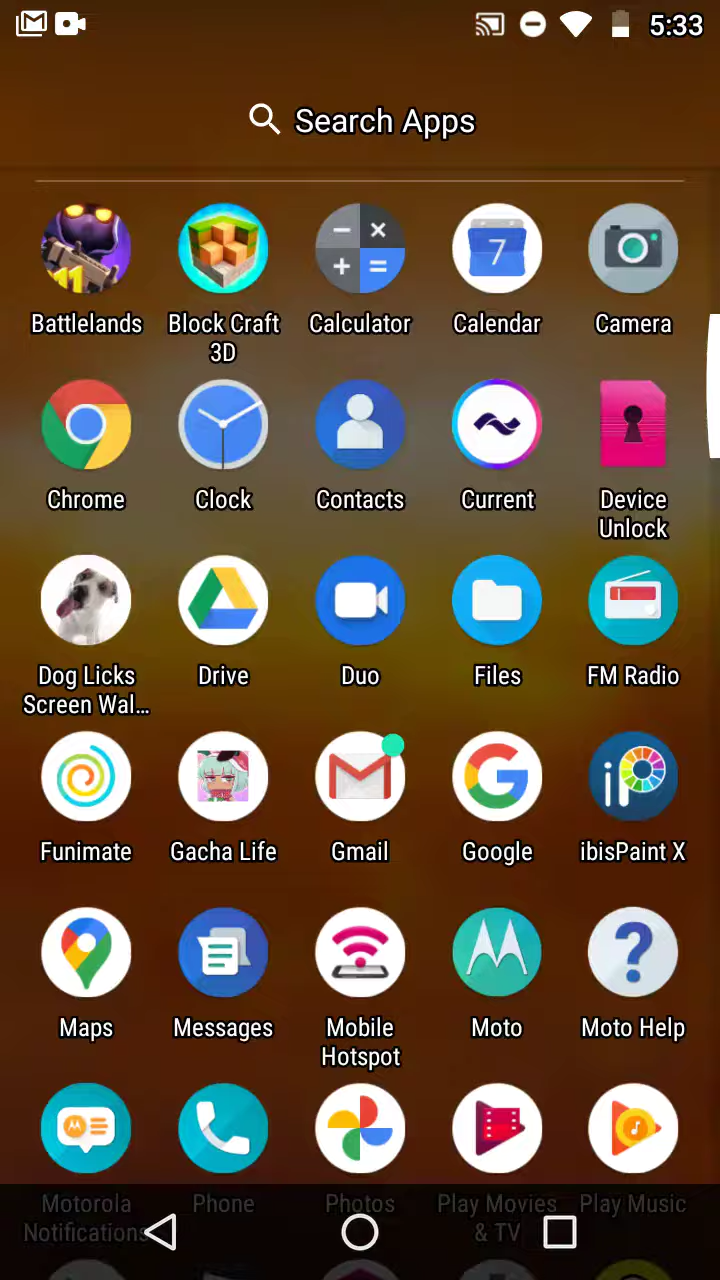 5:33
Search Apps
Battlelands
Block Craft
3D
Calculator
7
Calendar
Camera
Chrome
Clock
Contacts
Current
Device
Unlock
Dog Licks
Screen Wal...
Drive
Duo
Files
FM Radio
Funimate
Gacha Life
Gmail
Google
iP
ibisPaint X
Maps
Messages
Mobile
Hotspot
Moto
Moto Help
Motorola
Notifications
Phone
Photos
Play Movies
& TV
Play Music